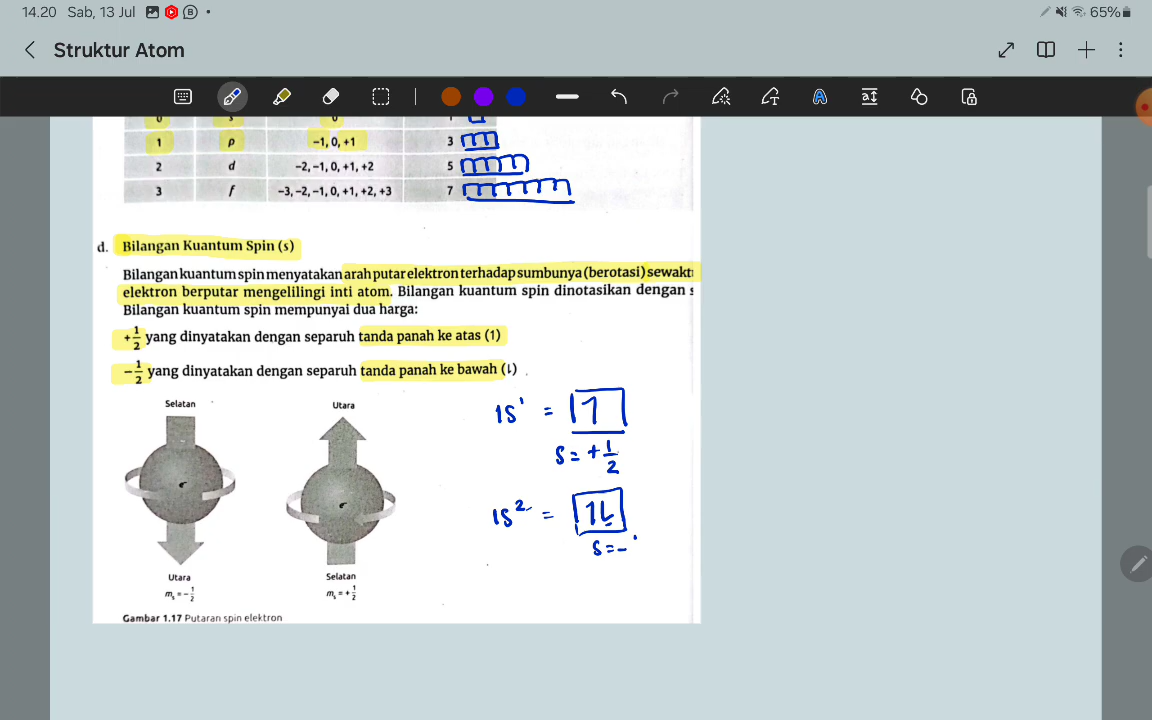 14.20 Sab, 13 Jul
65%
Struktur Atom
0 s 0 1
1 p −1, 0, +1 3
2 d −2, −1, 0, +1, +2 5
3 f −3, −2, −1, 0, +1, +2, +3 7
d. Bilangan Kuantum Spin (s)
Bilangan kuantum spin menyatakan arah putar elektron terhadap sumbunya (berotasi) sewakt
elektron berputar mengelilingi inti atom. Bilangan kuantum spin dinotasikan dengan s
Bilangan kuantum spin mempunyai dua harga:
+1/2 yang dinyatakan dengan separuh tanda panah ke atas (↿)
−1/2 yang dinyatakan dengan separuh tanda panah ke bawah (⇂)
Selatan
Utara
1s¹ = ↿
s = +1/2
1s² = ↿⇂
s = −
Utara
Selatan
mₛ = −1/2
mₛ = +1/2
Gambar 1.17 Putaran spin elektron